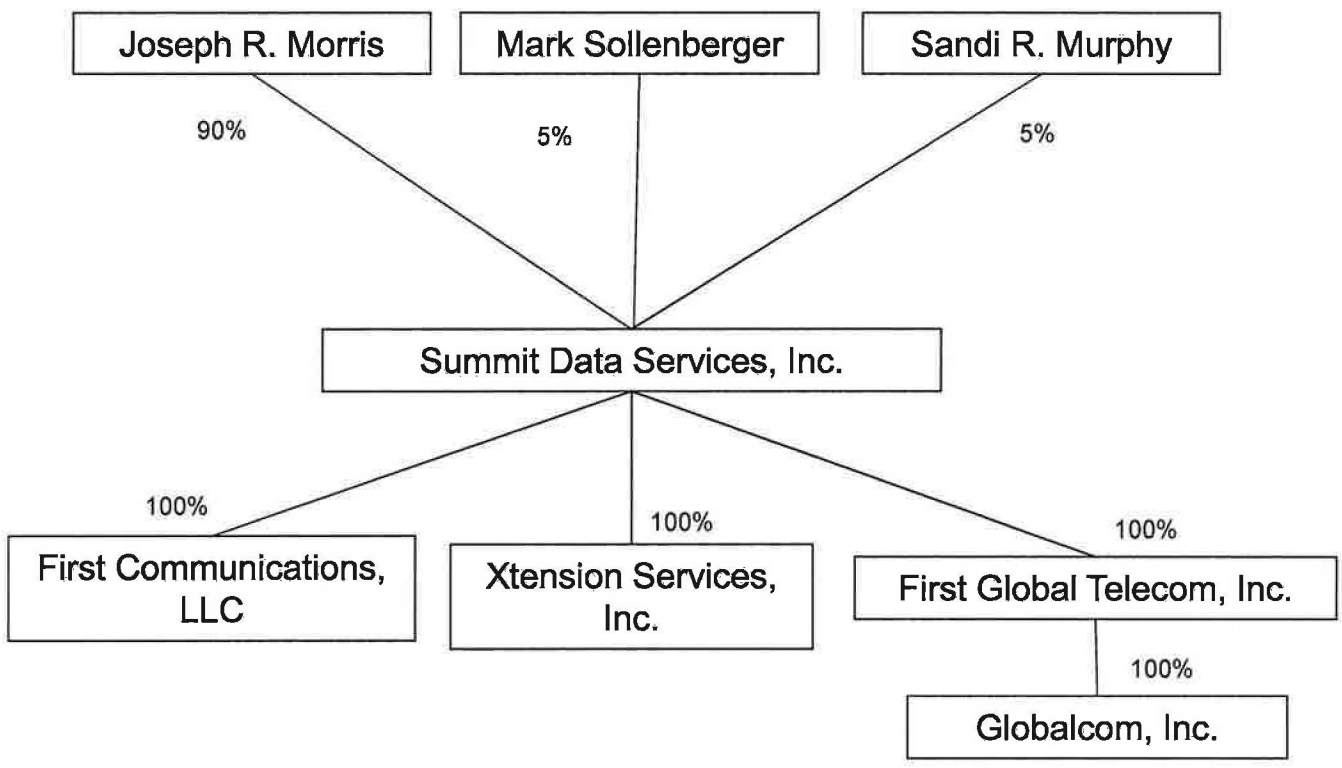 Joseph R. Morris
Mark Sollenberger
Sandi R. Murphy
90%
5%
5%
Summit Data Services, Inc.
100%
100%
100%
First Communications,
LLC
Xtension Services,
Inc.
First Global Telecom, Inc.
100%
Globalcom, Inc.